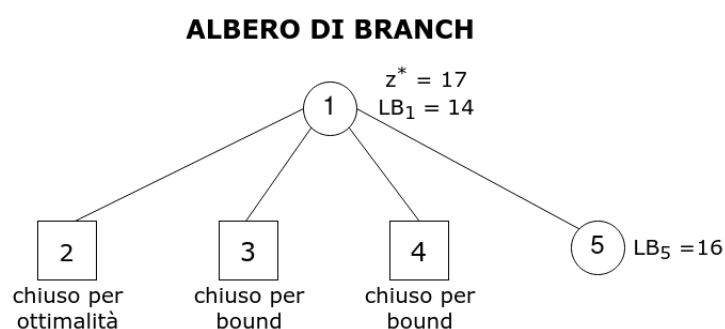 ALBERO DI BRANCH
z* = 17
1
LB₁ = 14
2
3
4
5
LB₅ =16
chiuso per
ottimalità
chiuso per
bound
chiuso per
bound